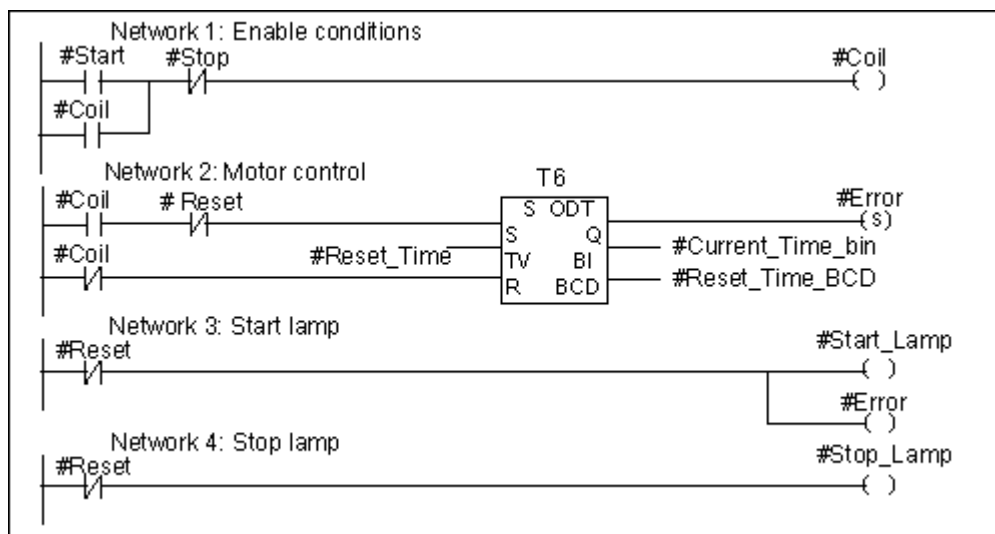 Network 1: Enable conditions
#Start #Stop #Coil
#Coil
Network 2: Motor control
T6
#Coil # Reset S ODT #Error
(s)
S Q
#Coil #Reset_Time TV BI #Current_Time_bin
R BCD #Reset_Time_BCD
Network 3: Start lamp
#Reset #Start_Lamp
#Error
Network 4: Stop lamp
#Reset #Stop_Lamp